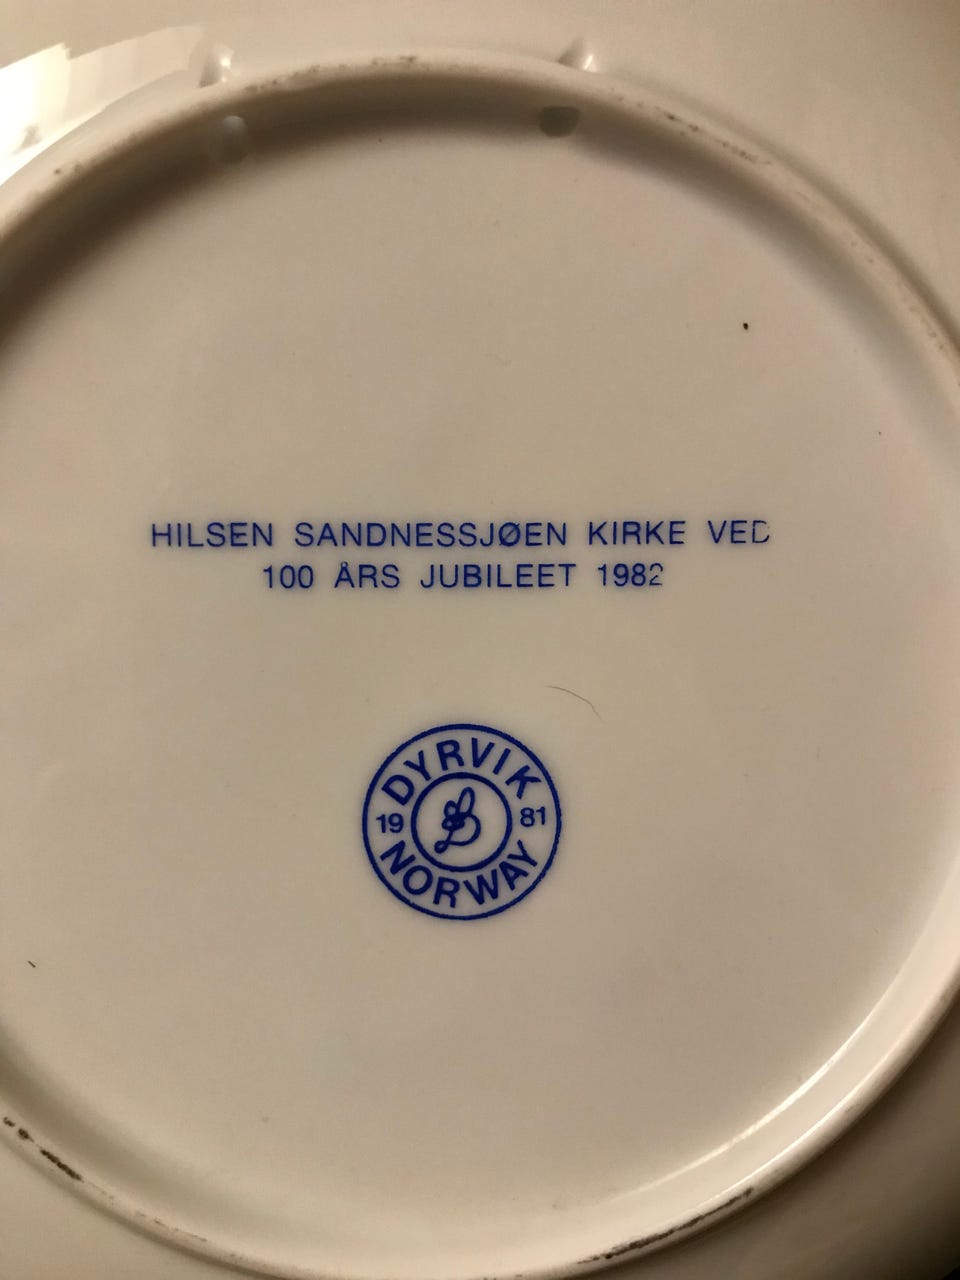 HILSEN SANDNESSJØEN KIRKE VED
100 ÅRS JUBILEET 1982
DYRVIK
19 81
NORWAY